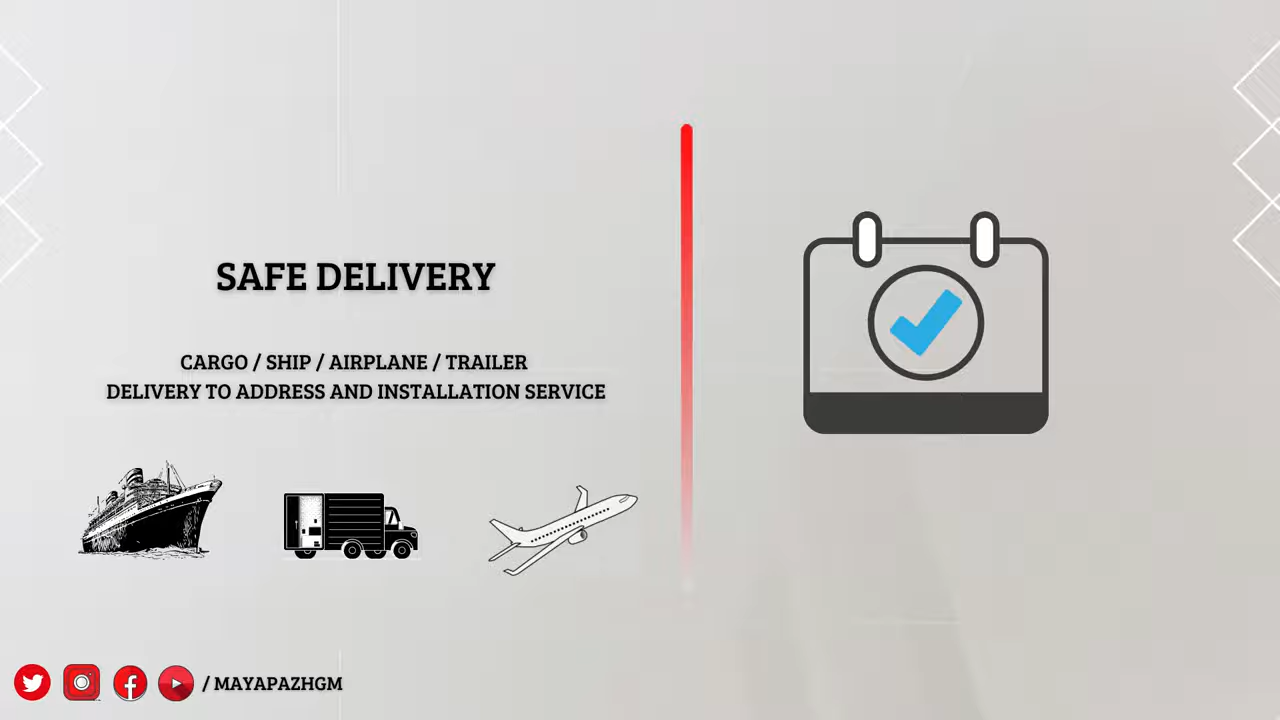 SAFE DELIVERY
CARGO / SHIP / AIRPLANE / TRAILER
DELIVERY TO ADDRESS AND INSTALLATION SERVICE
/ MAYAPAZHGM